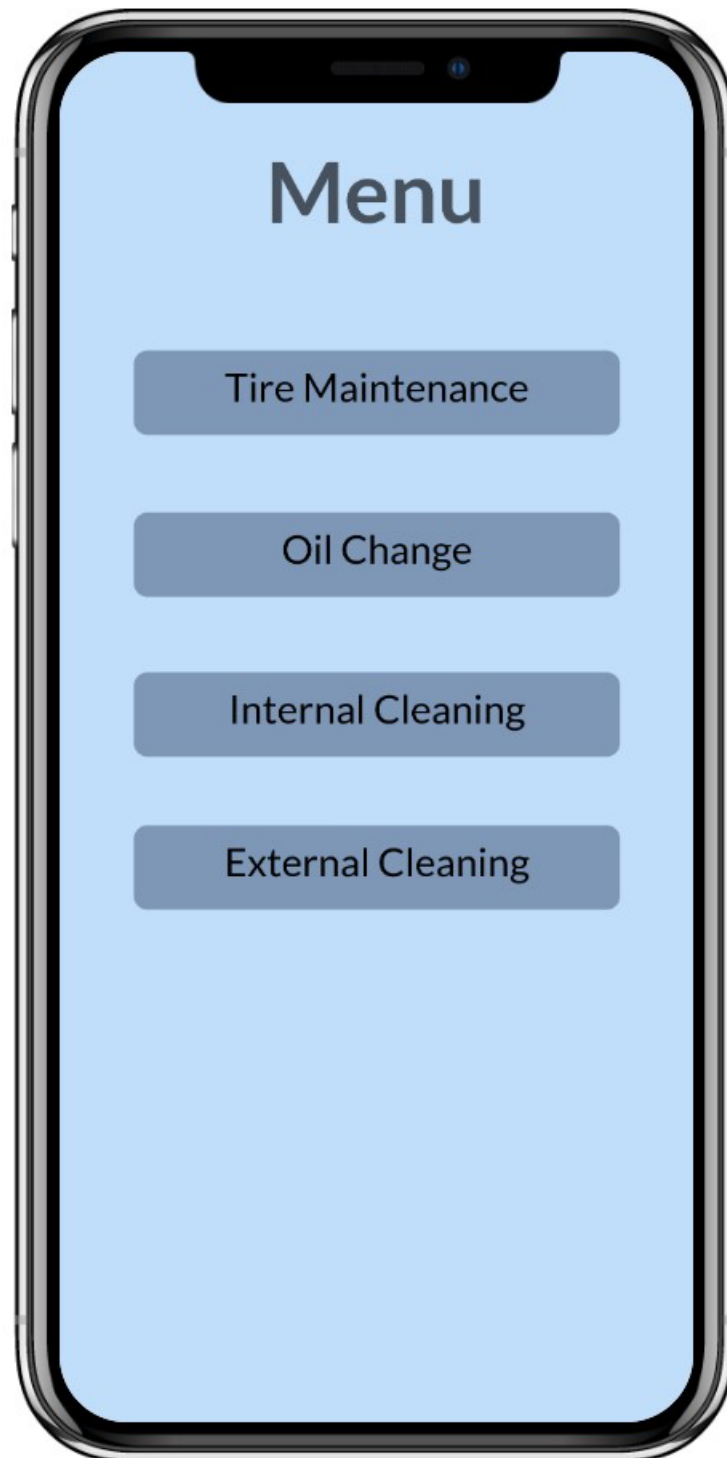 Menu
Tire Maintenance
Oil Change
Internal Cleaning
External Cleaning